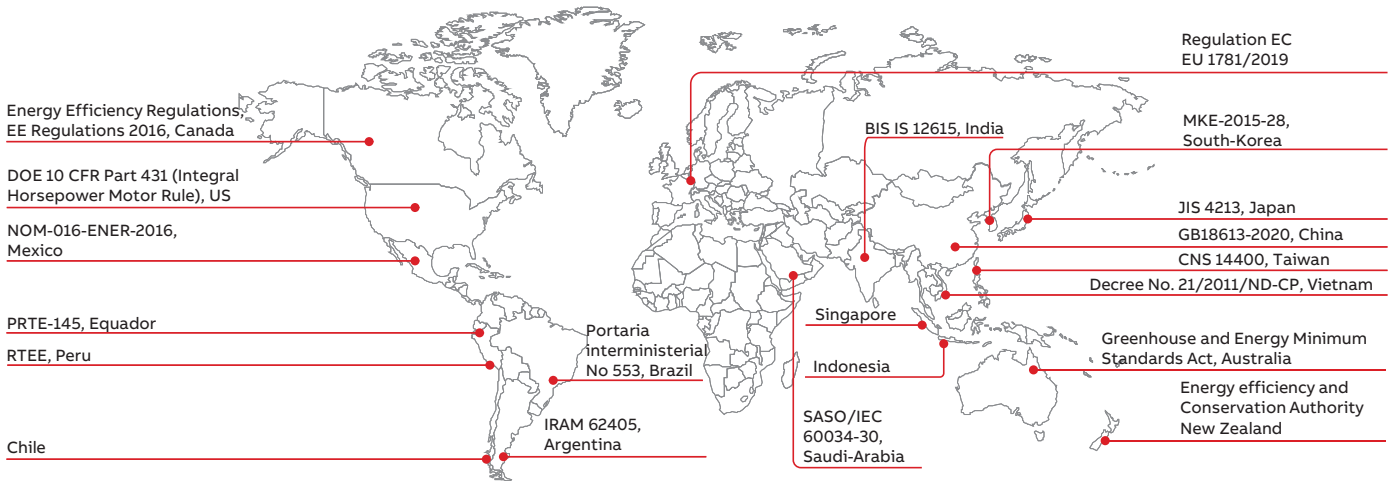 Energy Efficiency Regulations,
EE Regulations 2016, Canada
DOE 10 CFR Part 431 (Integral
Horsepower Motor Rule), US
NOM-016-ENER-2016,
Mexico
PRTE-145, Equador
RTEE, Peru
Chile
Portaria
interministerial
No 553, Brazil
IRAM 62405,
Argentina
Regulation EC
EU 1781/2019
BIS IS 12615, India
MKE-2015-28,
South-Korea
JIS 4213, Japan
GB18613-2020, China
CNS 14400, Taiwan
Decree No. 21/2011/ND-CP, Vietnam
Singapore
Indonesia
SASO/IEC
60034-30,
Saudi-Arabia
Greenhouse and Energy Minimum
Standards Act, Australia
Energy efficiency and
Conservation Authority
New Zealand